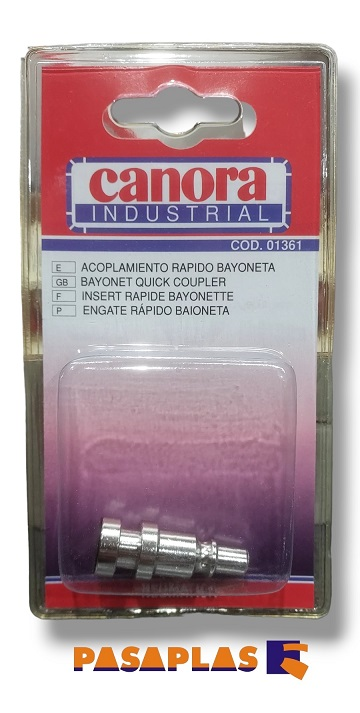 canora
INDUSTRIAL
COD. 01361
E ACOPLAMIENTO RAPIDO BAYONETA
GB BAYONET QUICK COUPLER
F INSERT RAPIDE BAYONETTE
P ENGATE RÁPIDO BAIONETA
PASAPLAS